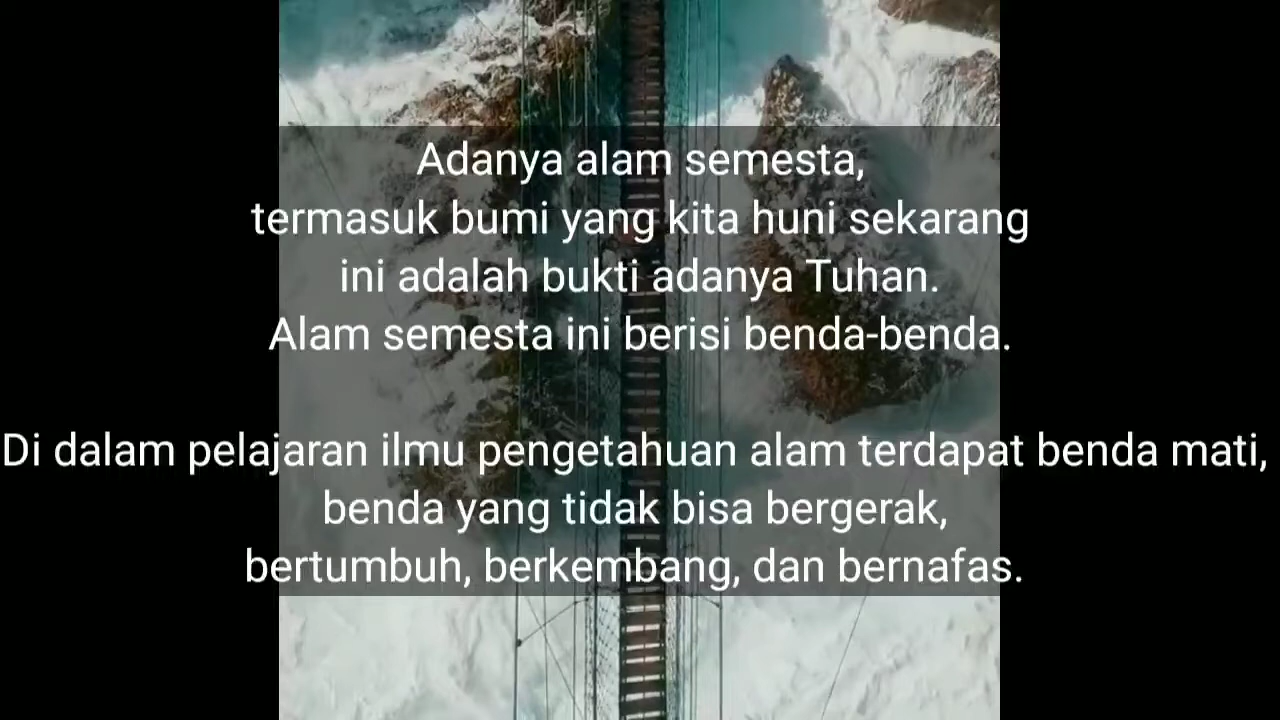 Adanya alam semesta,
termasuk bumi yang kita huni sekarang
ini adalah bukti adanya Tuhan.
Alam semesta ini berisi benda-benda.
Di dalam pelajaran ilmu pengetahuan alam terdapat benda mati,
benda yang tidak bisa bergerak,
bertumbuh, berkembang, dan bernafas.